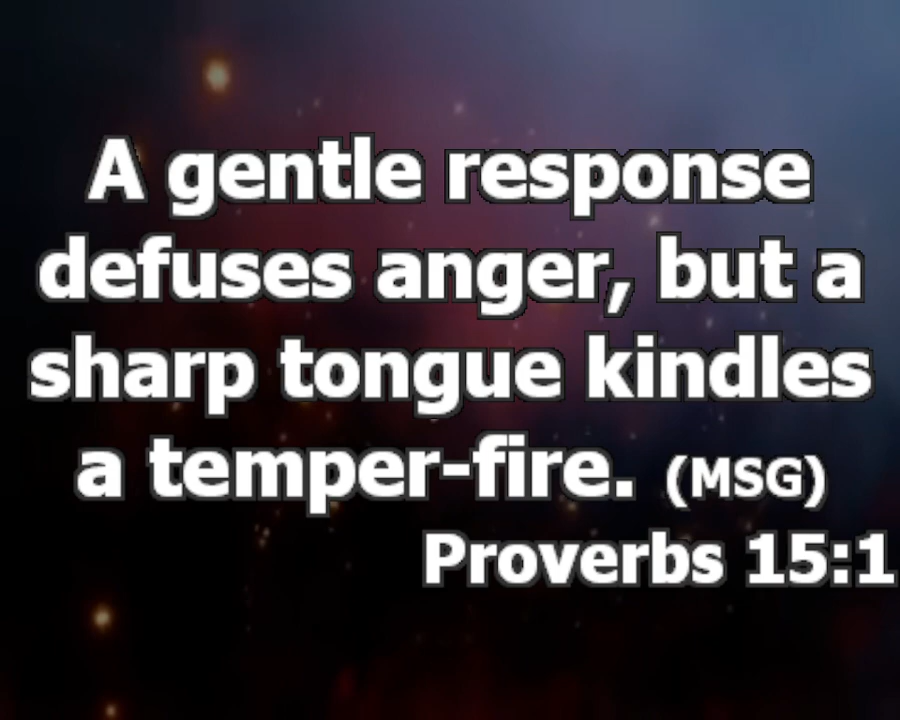 A gentle response
defuses anger, but a
sharp tongue kindles
a temper-fire. (MSG)
Proverbs 15:1